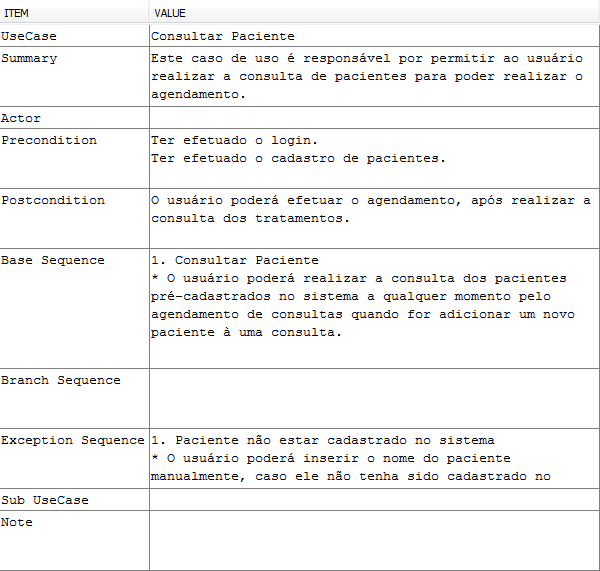 ITEM VALUE
UseCase Consultar Paciente
Summary Este caso de uso é responsável por permitir ao usuário
realizar a consulta de pacientes para poder realizar o
agendamento.
Actor
Precondition Ter efetuado o login.
Ter efetuado o cadastro de pacientes.
Postcondition O usuário poderá efetuar o agendamento, após realizar a
consulta dos tratamentos.
Base Sequence 1. Consultar Paciente
* O usuário poderá realizar a consulta dos pacientes
pré-cadastrados no sistema a qualquer momento pelo
agendamento de consultas quando for adicionar um novo
paciente à uma consulta.
Branch Sequence
Exception Sequence 1. Paciente não estar cadastrado no sistema
* O usuário poderá inserir o nome do paciente
manualmente, caso ele não tenha sido cadastrado no
Sub UseCase
Note